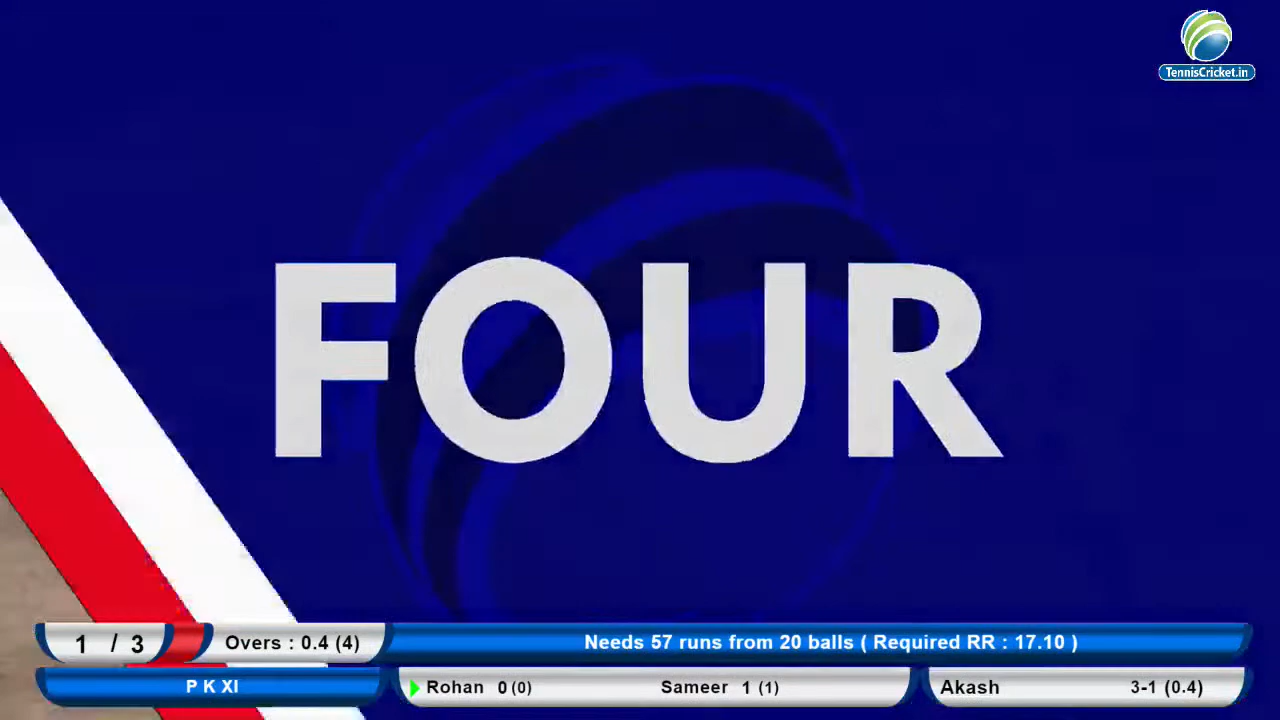 TennisCricket.in
FOUR
1 / 3 Overs : 0.4 (4) Needs 57 runs from 20 balls ( Required RR : 17.10 )
P K XI Rohan 0 (0) Sameer 1 (1) Akash 3-1 (0.4)